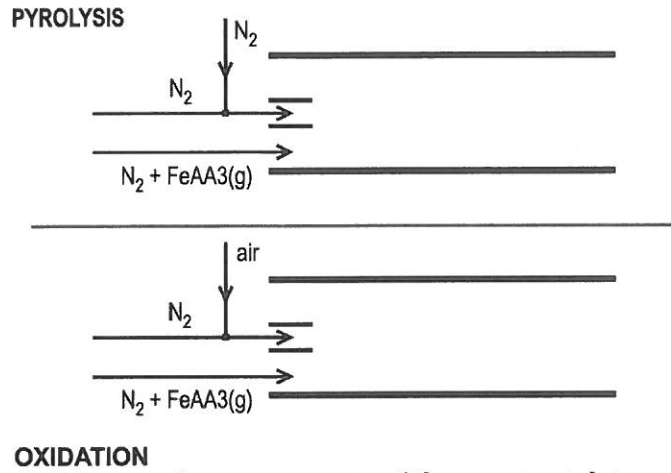 PYROLYSIS
N₂
N₂
N₂ + FeAA3(g)
air
N₂
N₂ + FeAA3(g)
OXIDATION